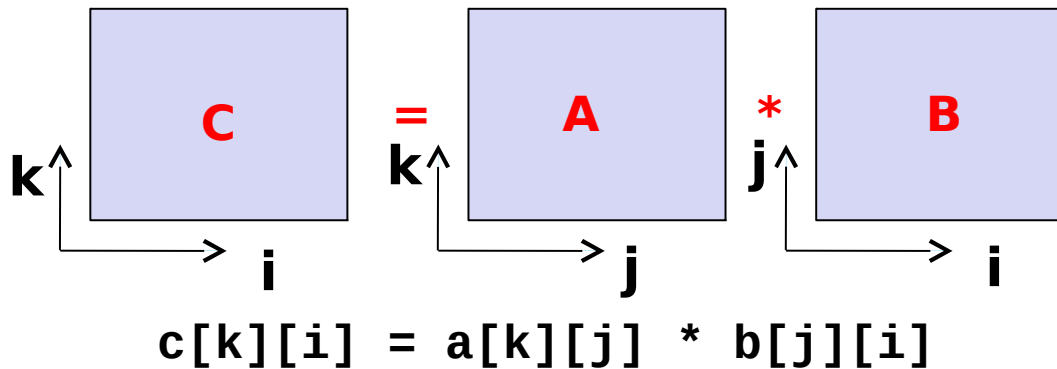 C = A * B
k k j
i j i
c[k][i] = a[k][j] * b[j][i]